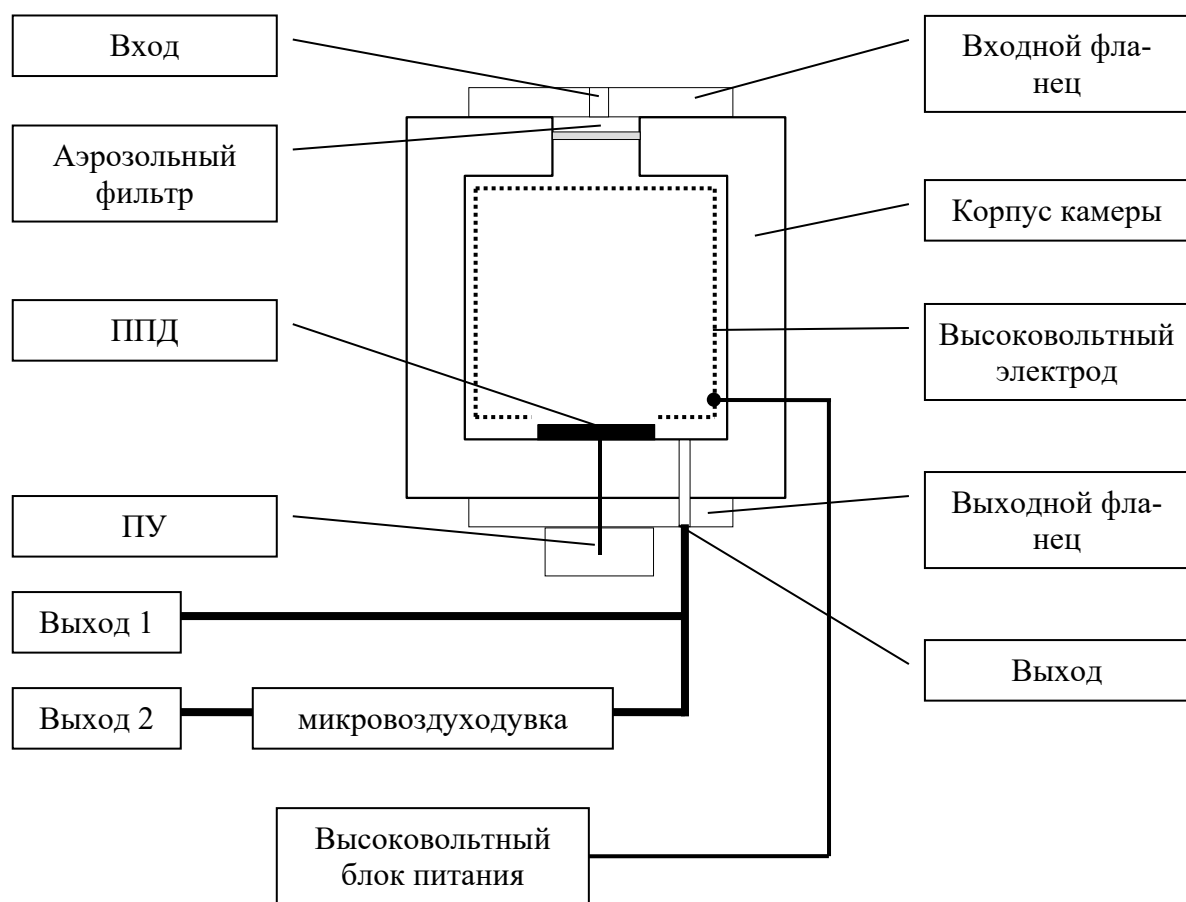 Вход
Входной фла-
нец
Аэрозольный
фильтр
Корпус камеры
ППД
Высоковольтный
электрод
ПУ
Выходной фла-
нец
Выход 1
Выход
Выход 2
микровоздуходувка
Высоковольтный
блок питания